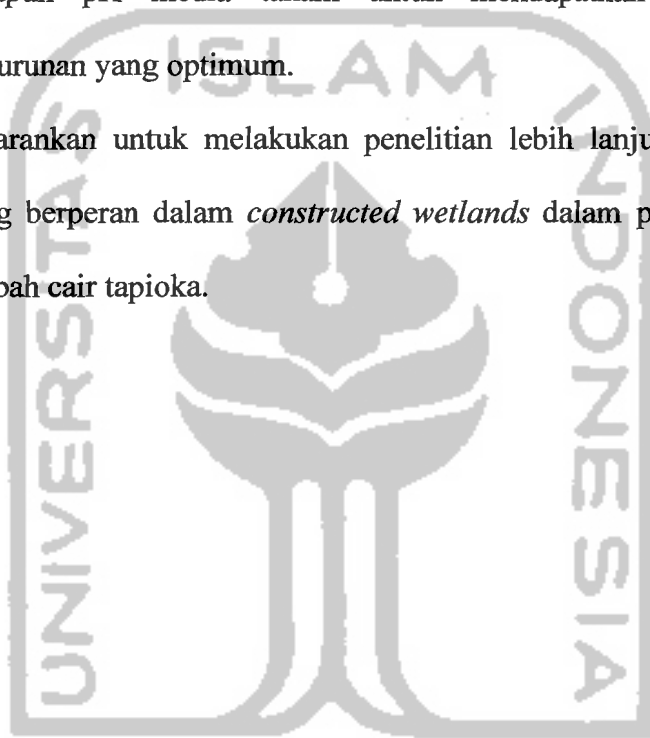 untuk
urunan yang optimum.
arankan untuk melakukan penelitian lebih lanju
g berperan dalam constructed wetlands dalam p
bah cair tapioka.
UNIVERSITAS
ISLAM
INDONESIA